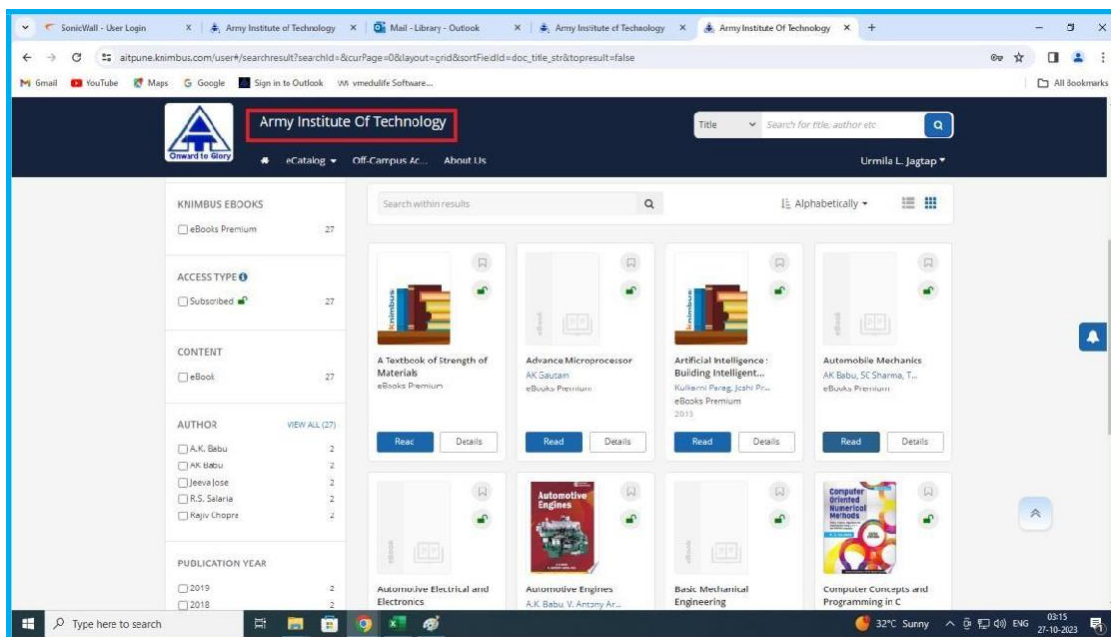 SonicWall - User Login
Army Institute of Technology
Mail - Library - Outlook
Army Institute of Technology
Army Institute Of Technology
aitpune.knimbus.com/user#/searchresult?searchId=&curPage=0&layout=grid&sortFieldId=doc_title_str&topresult=false
Gmail YouTube Maps Google Sign in to Outlook vmedulife Software... All Bookmarks
Army Institute Of Technology
Title Search for title, author etc
Onward to Glory
eCatalog Off-Campus Ac... About Us Urmila L. Jagtap
KNIMBUS EBOOKS
eBooks Premium 27
ACCESS TYPE
Subscribed 27
CONTENT
eBook 27
AUTHOR VIEW ALL (27)
A.K. Babu 2
AK Babu 2
Jeeva Jose 2
R.S. Salaria 2
Rajiv Chopra 2
PUBLICATION YEAR
2019 2
2018 2
Search within results
Alphabetically
knimbus
A Textbook of Strength of
Materials
eBooks Premium
Read Details
eBook
Advance Microprocessor
AK Gautam
eBooks Premium
Read Details
knimbus
Artificial Intelligence :
Building Intelligent...
Kulkarni Parag, Joshi Pr...
eBooks Premium
2015
Read Details
eBook
Automobile Mechanics
AK Babu, SC Sharma, T...
eBooks Premium
Read Details
eBook
Automotive Electrical and
Electronics
Automotive
Engines
Automotive Engines
A.K. Babu, V. Antony Ar...
eBook
Basic Mechanical
Engineering
Computer
Oriented
Numerical
Methods
Computer Concepts and
Programming in C
Type here to search
32°C Sunny ENG 03:15
27-10-2023